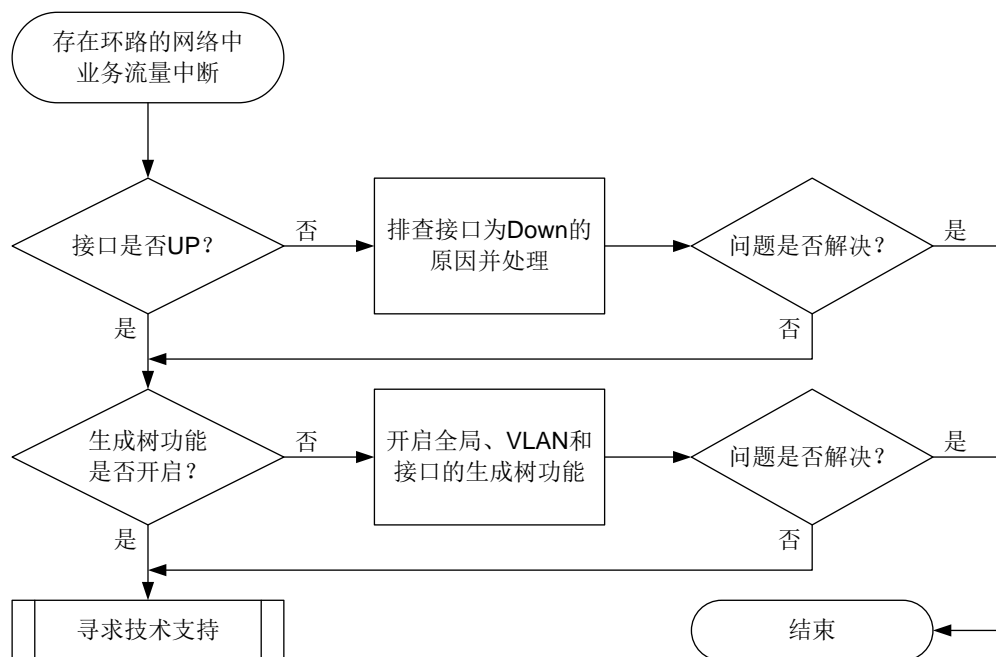 存在环路的网络中
业务流量中断
接口是否UP？
否
排查接口为Down的
原因并处理
问题是否解决？
是
是
否
生成树功能
是否开启？
否
开启全局、VLAN和
接口的生成树功能
问题是否解决？
是
是
否
寻求技术支持
结束